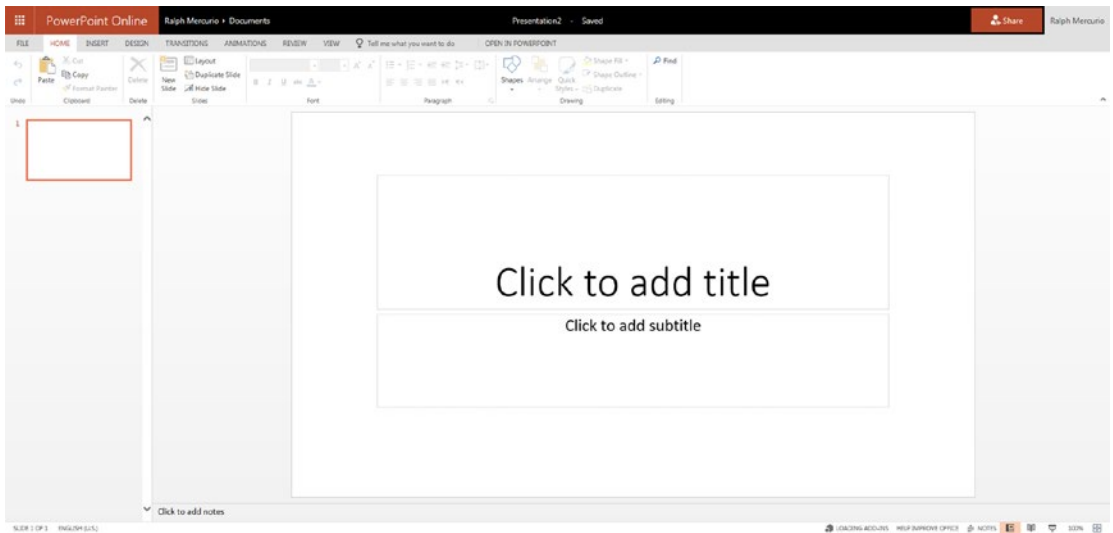 PowerPoint Online Ralph Mercurio › Documents Presentation2 - Saved Share Ralph Mercurio
FILE HOME INSERT DESIGN TRANSITIONS ANIMATIONS REVIEW VIEW Tell me what you want to do OPEN IN POWERPOINT
Paste Cut Copy Format Painter Delete New Slide Layout Duplicate Slide Hide Slide B I U abc A Shapes Arrange Quick Styles Shape Fill Shape Outline Duplicate Find
Undo Clipboard Delete Slides Font Paragraph Drawing Editing
1
Click to add title
Click to add subtitle
Click to add notes
SLIDE 1 OF 1 ENGLISH (U.S.) LOADING ADD-INS HELP IMPROVE OFFICE NOTES 100%